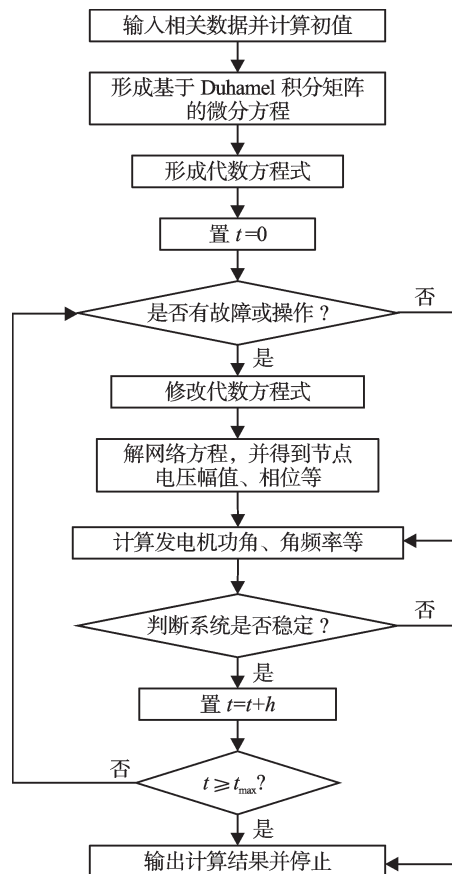 输入相关数据并计算初值
形成基于 Duhamel 积分矩阵
的微分方程
形成代数方程式
置 t=0
是否有故障或操作？
否
是
修改代数方程式
解网络方程，并得到节点
电压幅值、相位等
计算发电机功角、角频率等
判断系统是否稳定？
否
是
置 t=t+h
否
t⩾tmax?
是
输出计算结果并停止